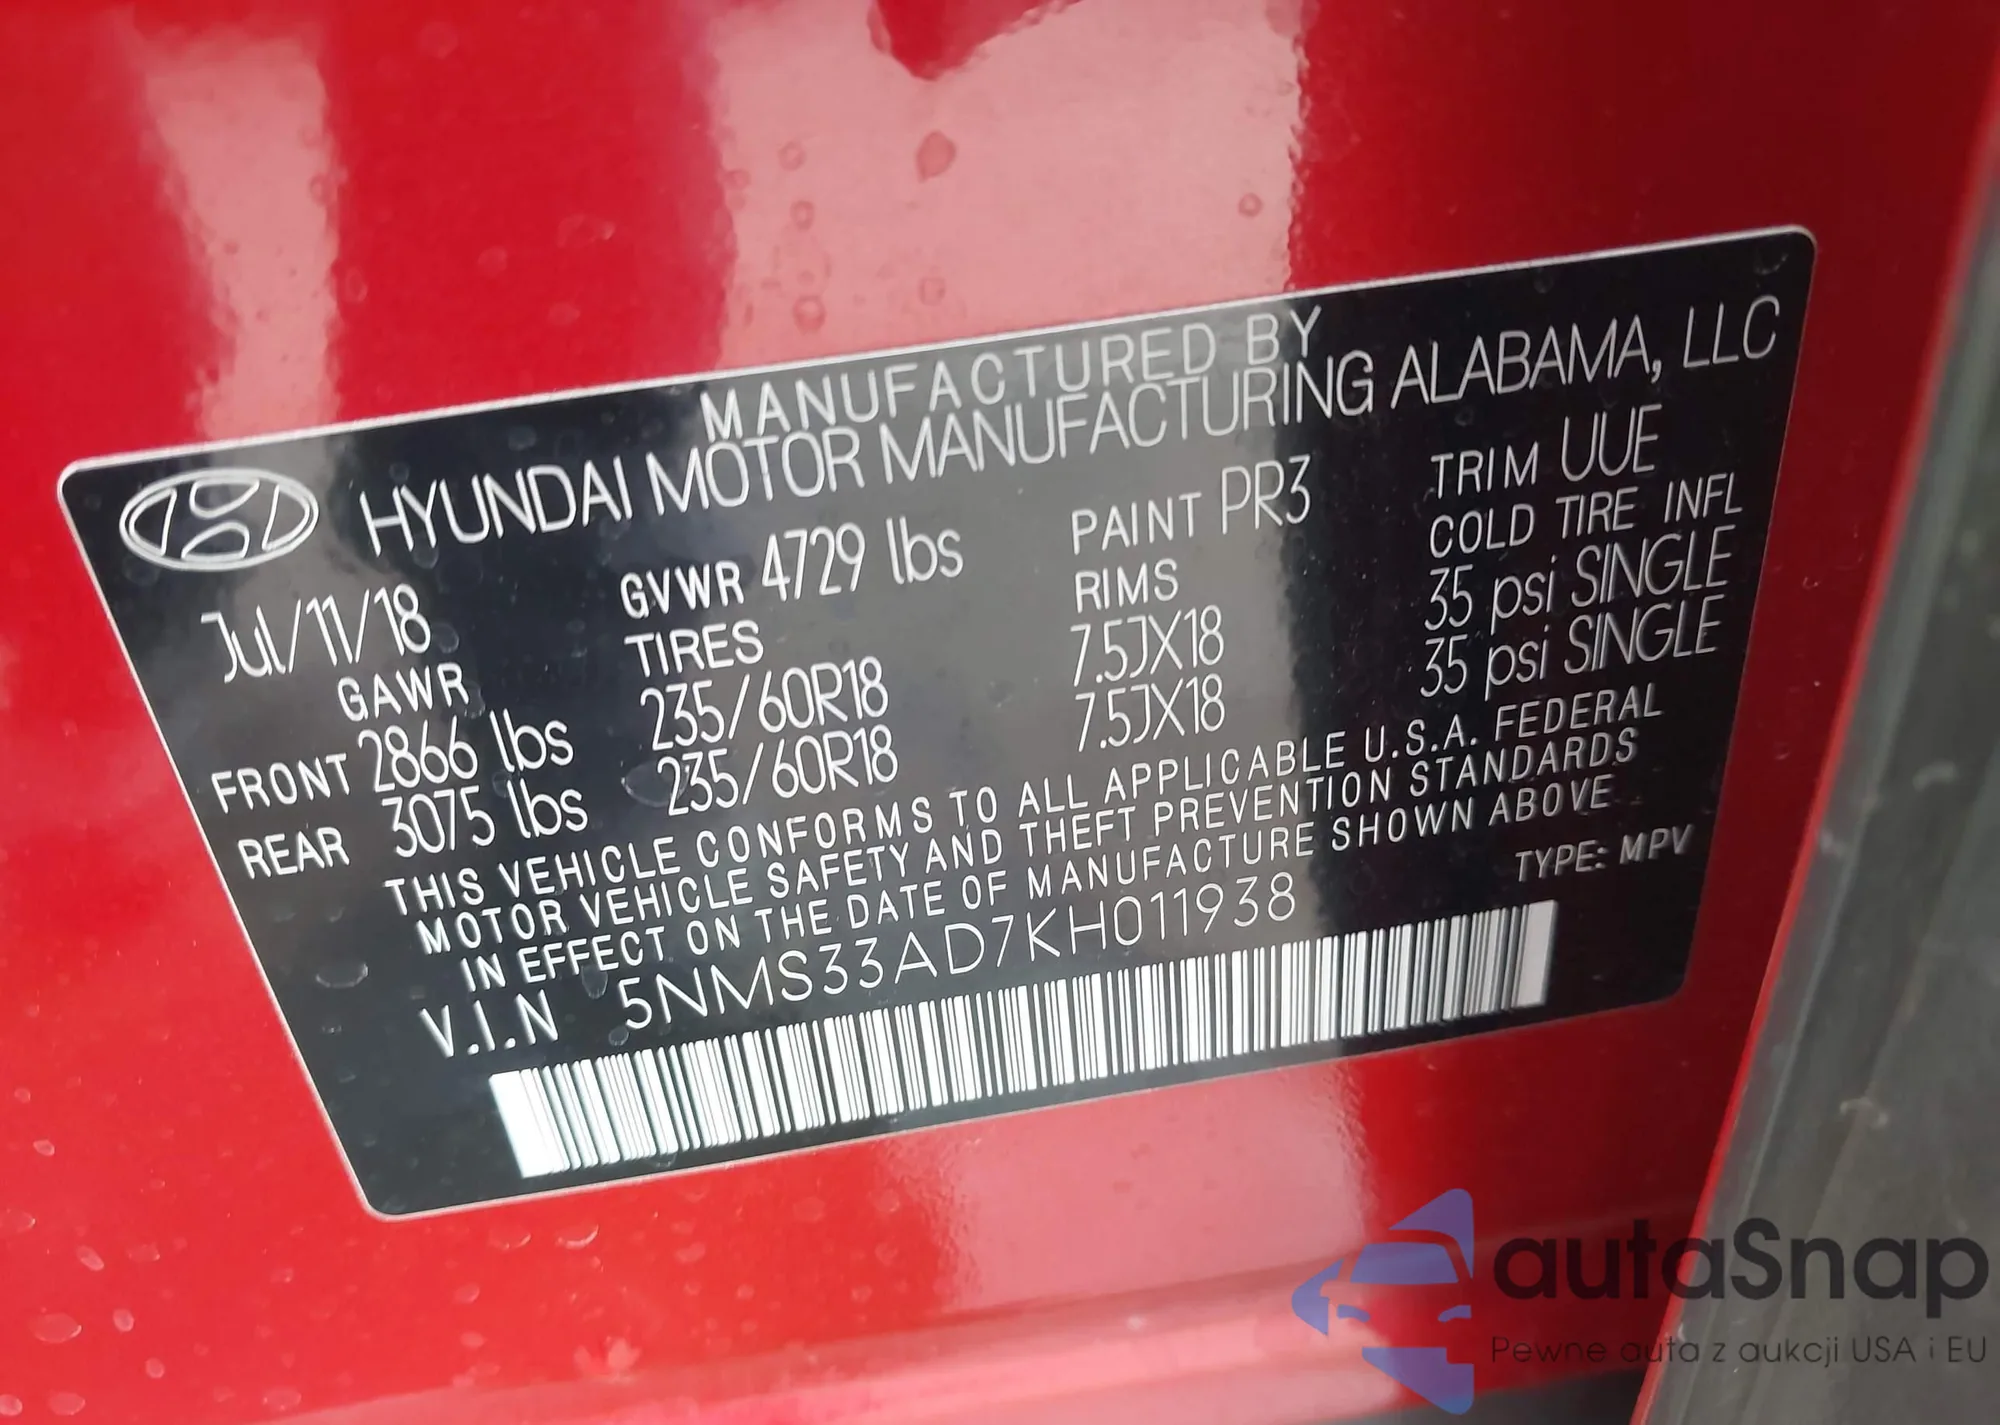 MANUFACTURED BY
HYUNDAI MOTOR MANUFACTURING ALABAMA, LLC
Jul/11/18 GVWR 4729 lbs PAINT PR3 TRIM UUE
GAWR TIRES RIMS COLD TIRE INFL
FRONT 2866 lbs 235/60R18 7.5JX18 35 psi SINGLE
REAR 3075 lbs 235/60R18 7.5JX18 35 psi SINGLE
THIS VEHICLE CONFORMS TO ALL APPLICABLE U.S.A. FEDERAL
MOTOR VEHICLE SAFETY AND THEFT PREVENTION STANDARDS
IN EFFECT ON THE DATE OF MANUFACTURE SHOWN ABOVE
V.I.N 5NMS33AD7KH011938 TYPE: MPV
autaSnap
Pewne auta z aukcji USA i EU